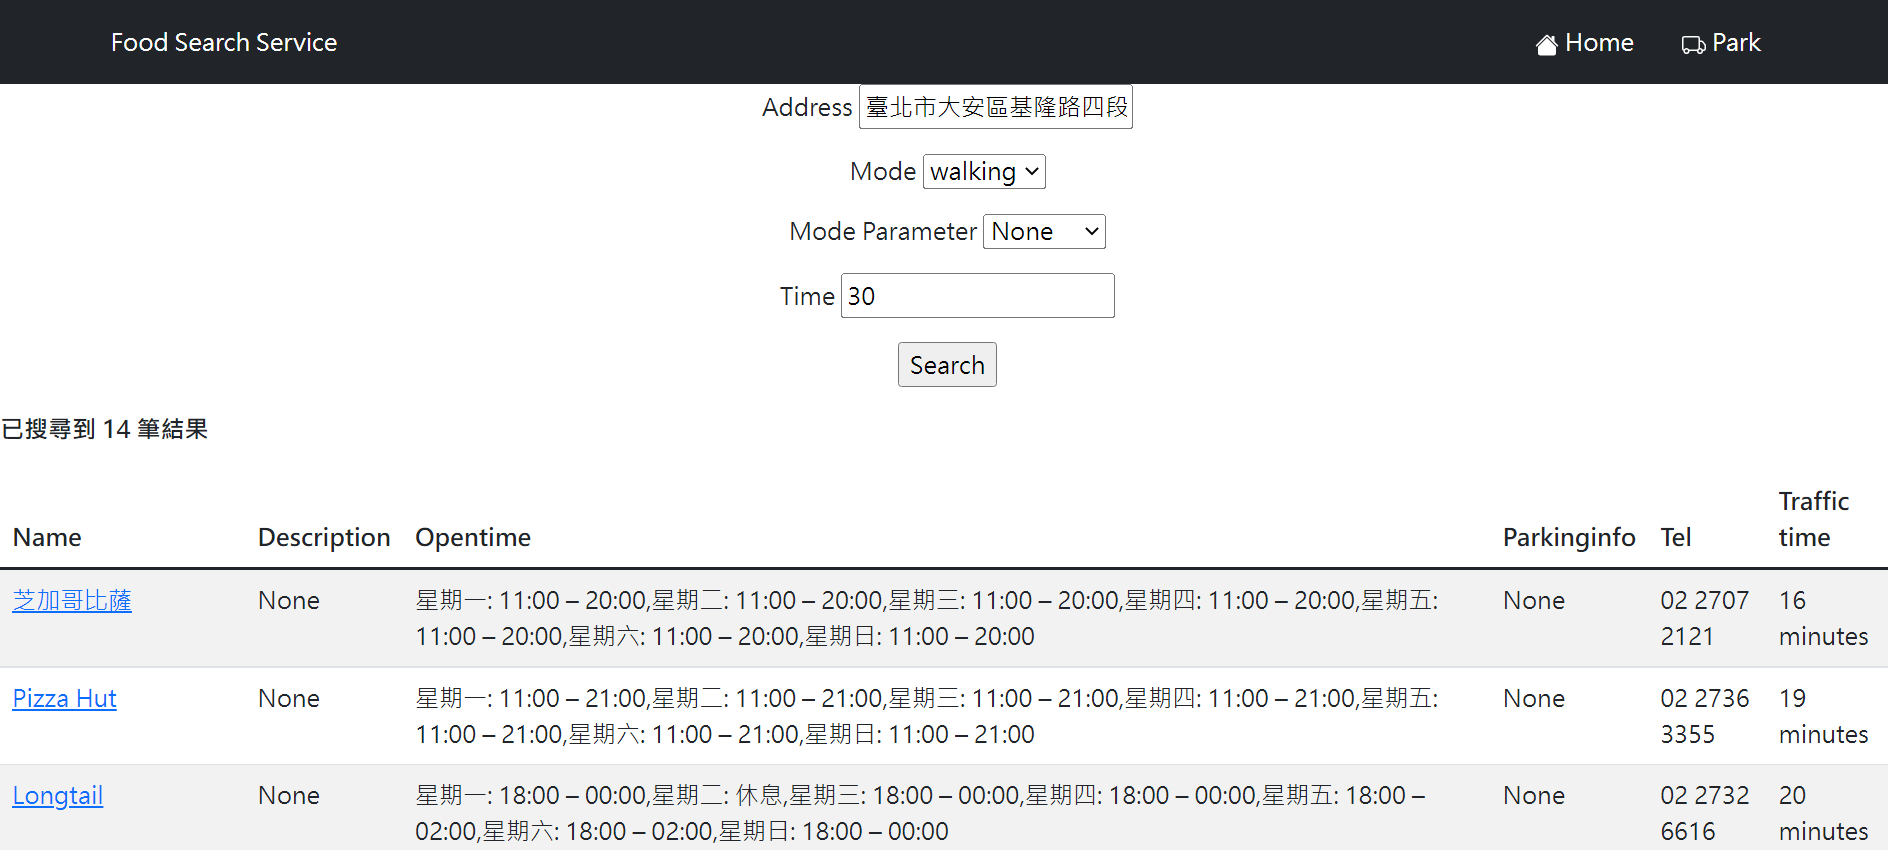 Food Search Service
Home
Park
Address 臺北市大安區基隆路四段
Mode walking
Mode Parameter None
Time 30
Search
已搜尋到 14 筆結果
Name Description Opentime Parkinginfo Tel Traffic time
芝加哥比薩 None 星期一: 11:00 – 20:00,星期二: 11:00 – 20:00,星期三: 11:00 – 20:00,星期四: 11:00 – 20:00,星期五: None 02 2707 16
11:00 – 20:00,星期六: 11:00 – 20:00,星期日: 11:00 – 20:00 2121 minutes
Pizza Hut None 星期一: 11:00 – 21:00,星期二: 11:00 – 21:00,星期三: 11:00 – 21:00,星期四: 11:00 – 21:00,星期五: None 02 2736 19
11:00 – 21:00,星期六: 11:00 – 21:00,星期日: 11:00 – 21:00 3355 minutes
Longtail None 星期一: 18:00 – 00:00,星期二: 休息,星期三: 18:00 – 00:00,星期四: 18:00 – 00:00,星期五: 18:00 – None 02 2732 20
02:00,星期六: 18:00 – 02:00,星期日: 18:00 – 00:00 6616 minutes